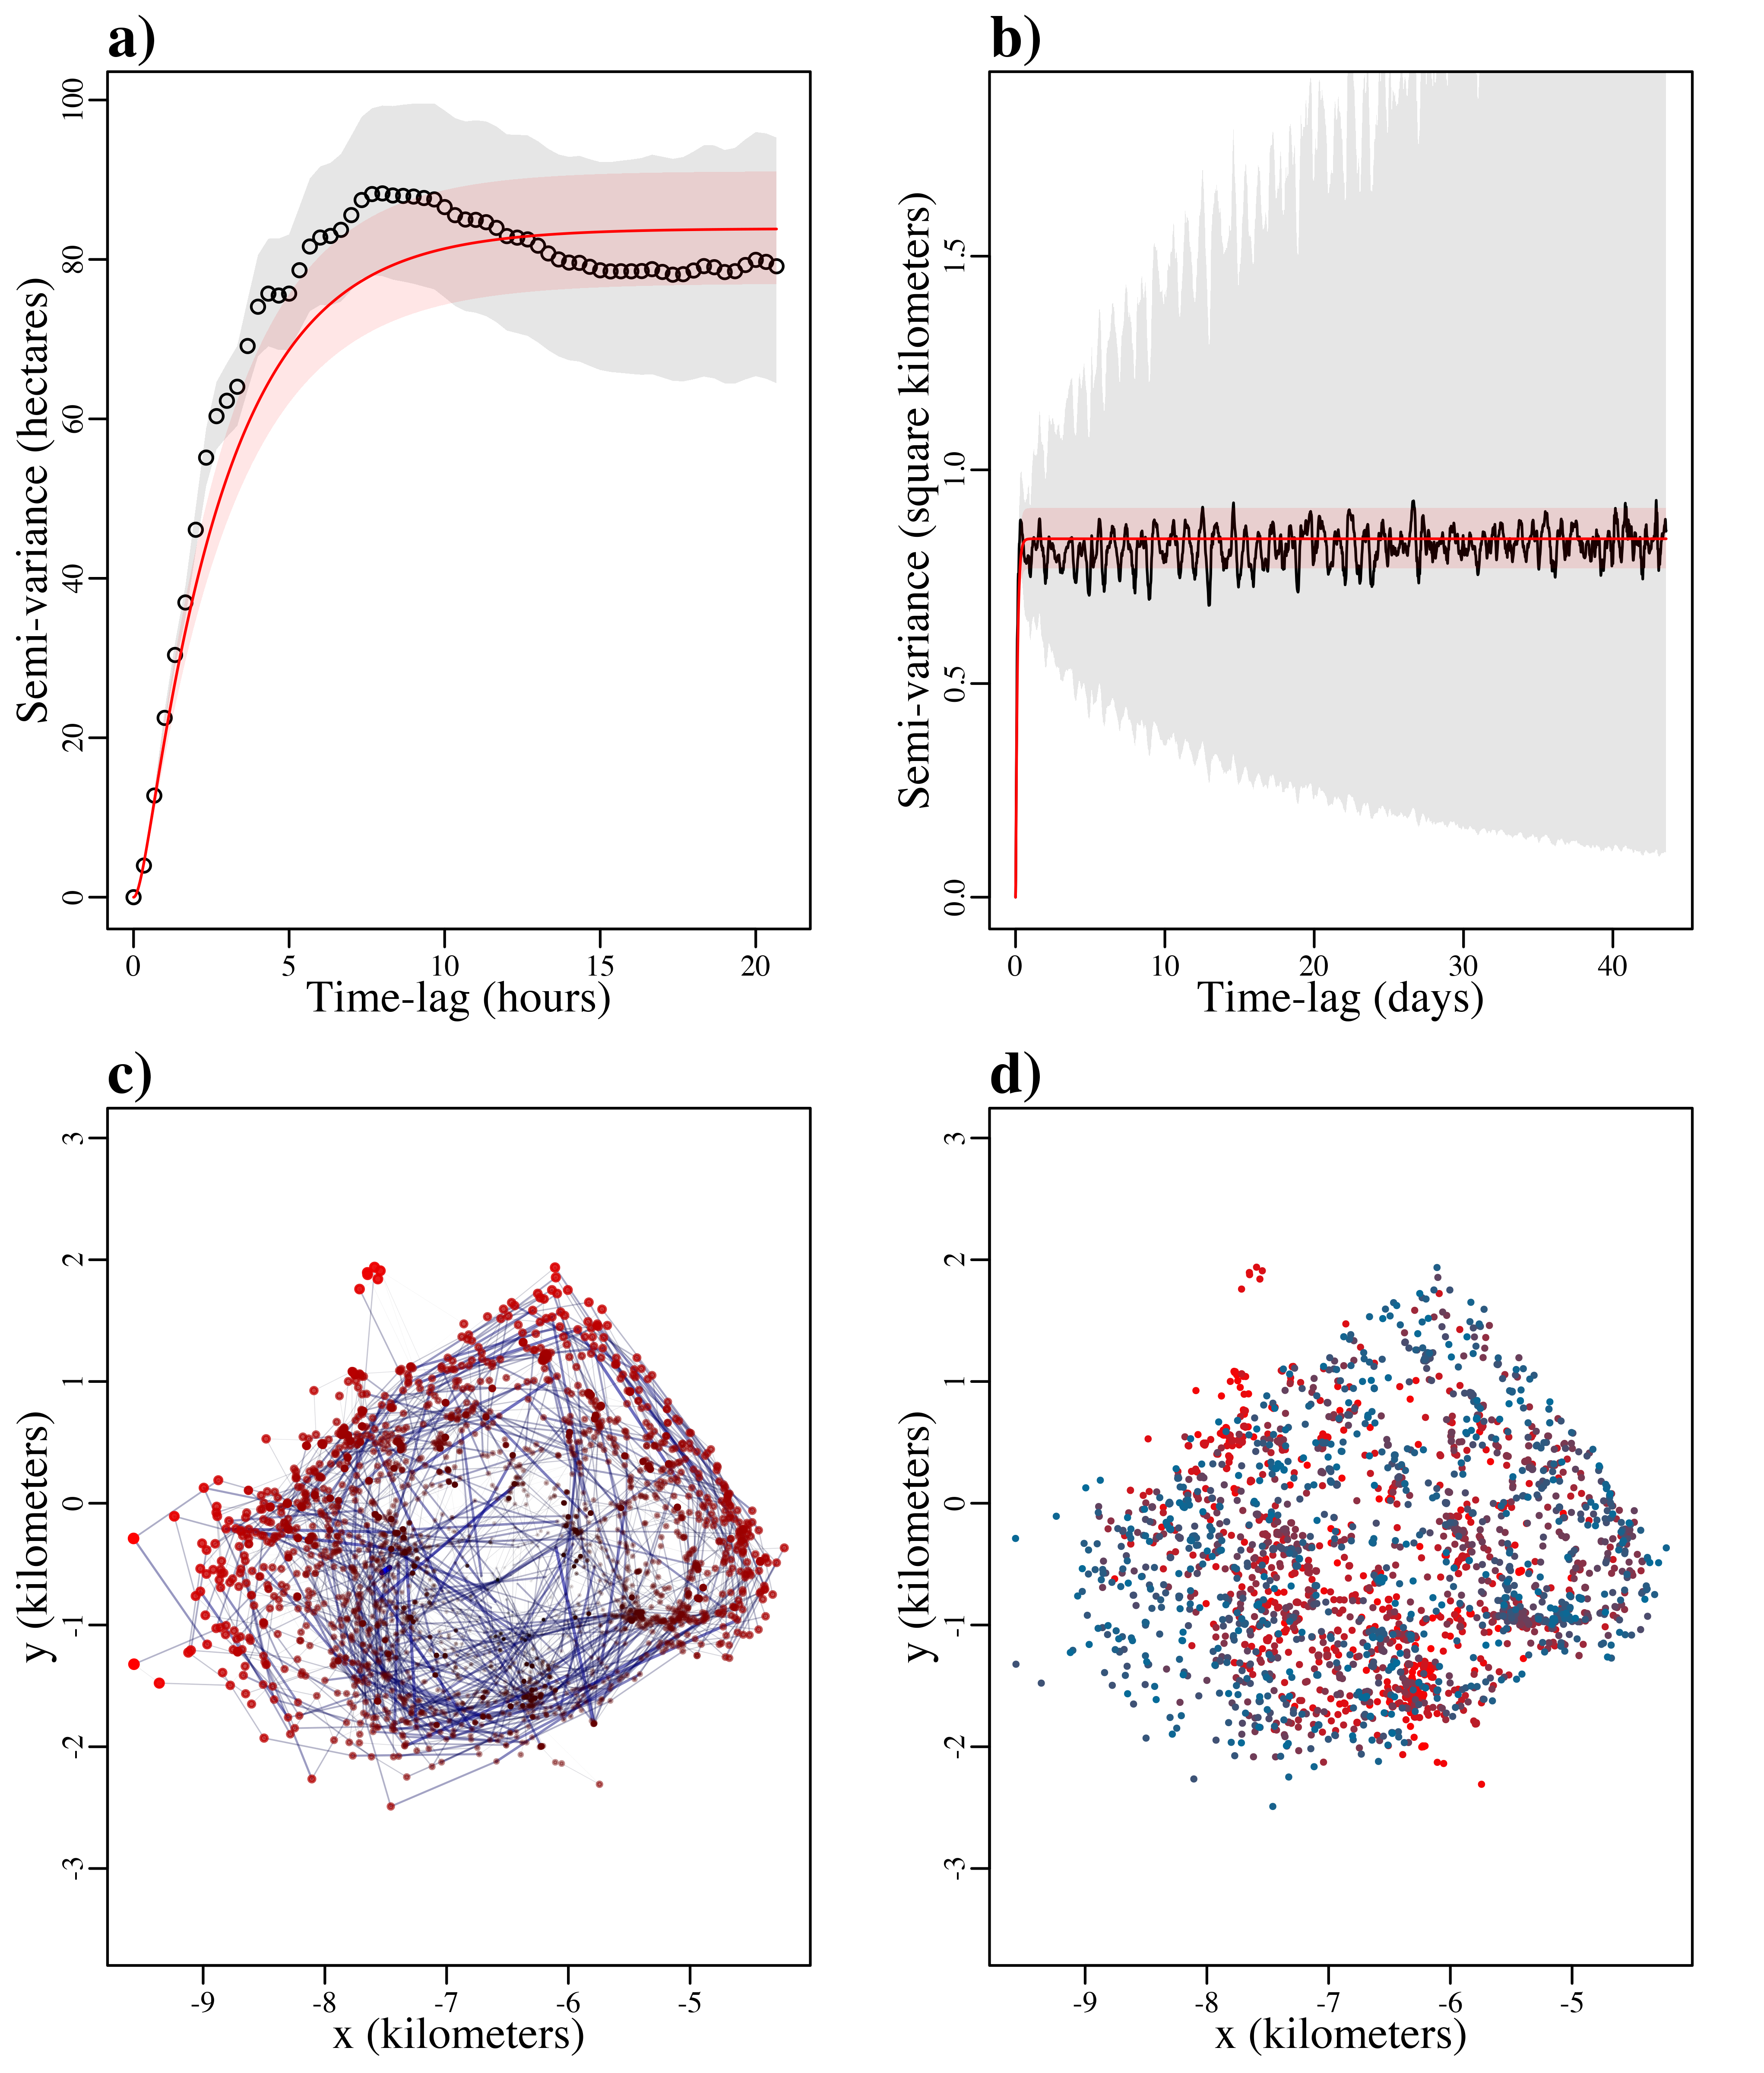 a)
Semi-variance (hectares)
100
80
60
40
20
0
0 5 10 15 20
Time-lag (hours)
b)
Semi-variance (square kilometers)
1.5
1.0
0.5
0.0
0 10 20 30 40
Time-lag (days)
c)
y (kilometers)
3
2
1
0
-1
-2
-3
-9 -8 -7 -6 -5
x (kilometers)
d)
y (kilometers)
3
2
1
0
-1
-2
-3
-9 -8 -7 -6 -5
x (kilometers)